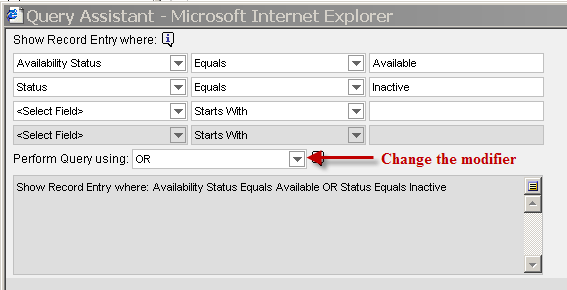 Query Assistant - Microsoft Internet Explorer
Show Record Entry where: i
Availability Status Equals Available
Status Equals Inactive
<Select Field> Starts With
<Select Field> Starts With
Perform Query using: OR Change the modifier
Show Record Entry where: Availability Status Equals Available OR Status Equals Inactive